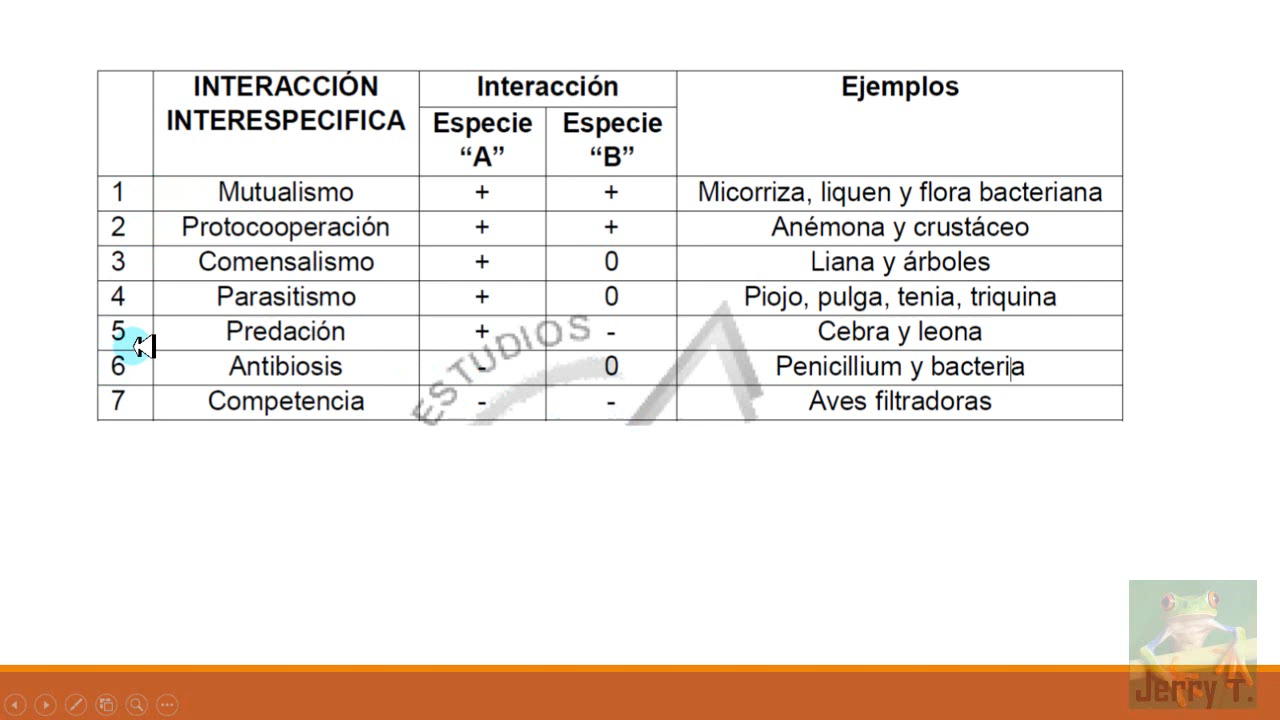 INTERACCIÓN INTERESPECIFICA Interacción Ejemplos
Especie “A” Especie “B”
1 Mutualismo + + Micorriza, liquen y flora bacteriana
2 Protocooperación + + Anémona y crustáceo
3 Comensalismo + 0 Liana y árboles
4 Parasitismo + 0 Piojo, pulga, tenia, triquina
5 Predación + - Cebra y leona
6 Antibiosis - 0 Penicillium y bacteria
7 Competencia - - Aves filtradoras
ESTUDIOS
Jerry T.